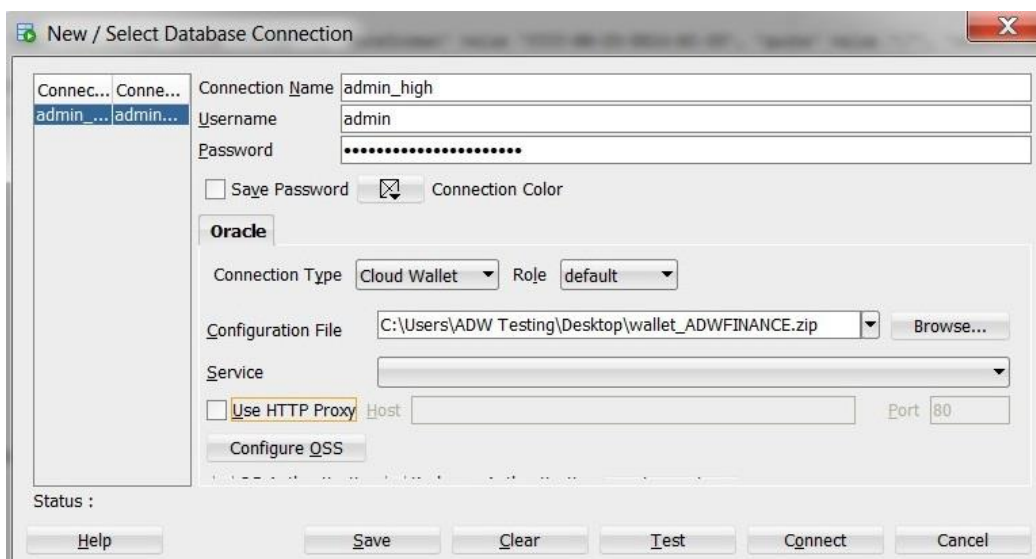 New / Select Database Connection
Connec... Conne...
admin_... admin...
Connection Name admin_high
Username admin
Password ••••••••••••••••••••••
Save Password Connection Color
Oracle
Connection Type Cloud Wallet Role default
Configuration File C:\Users\ADW Testing\Desktop\wallet_ADWFINANCE.zip Browse...
Service
Use HTTP Proxy Host Port 80
Configure OSS
Status :
Help Save Clear Test Connect Cancel